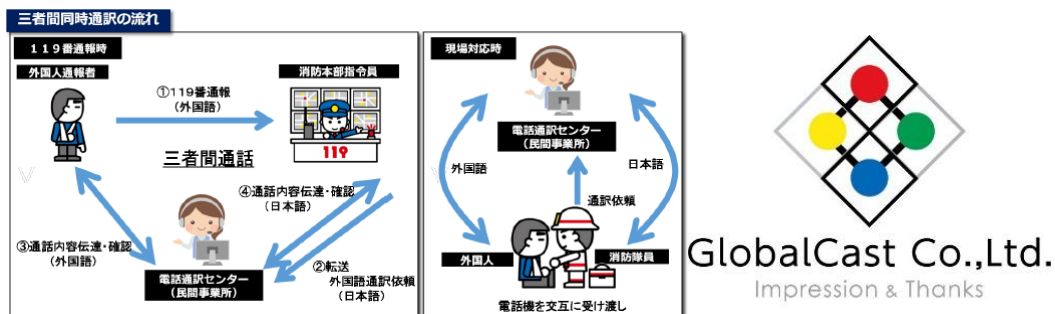 三者間同時通訳の流れ
119番通報時
外国人通報者
消防本部指令員
①119番通報
(外国語)
119
三者間通話
④通話内容伝達・確認
(日本語)
③通話内容伝達・確認
(外国語)
②転送
外国語通訳依頼
(日本語)
電話通訳センター
(民間事業所)
現場対応時
電話通訳センター
(民間事業所)
外国語
日本語
通訳依頼
外国人
消防隊員
電話機を交互に受け渡し
GlobalCast Co.,Ltd.
Impression & Thanks